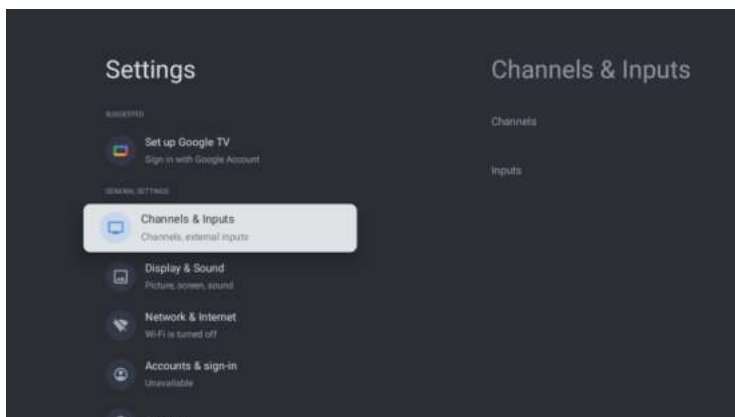 Settings
SUGGESTED
Set up Google TV
Sign in with Google Account
GENERAL SETTINGS
Channels & Inputs
Channels, external inputs
Display & Sound
Picture, screen, sound
Network & Internet
Wi-Fi is turned off
Accounts & sign-in
Unavailable
Channels & Inputs
Channels
Inputs